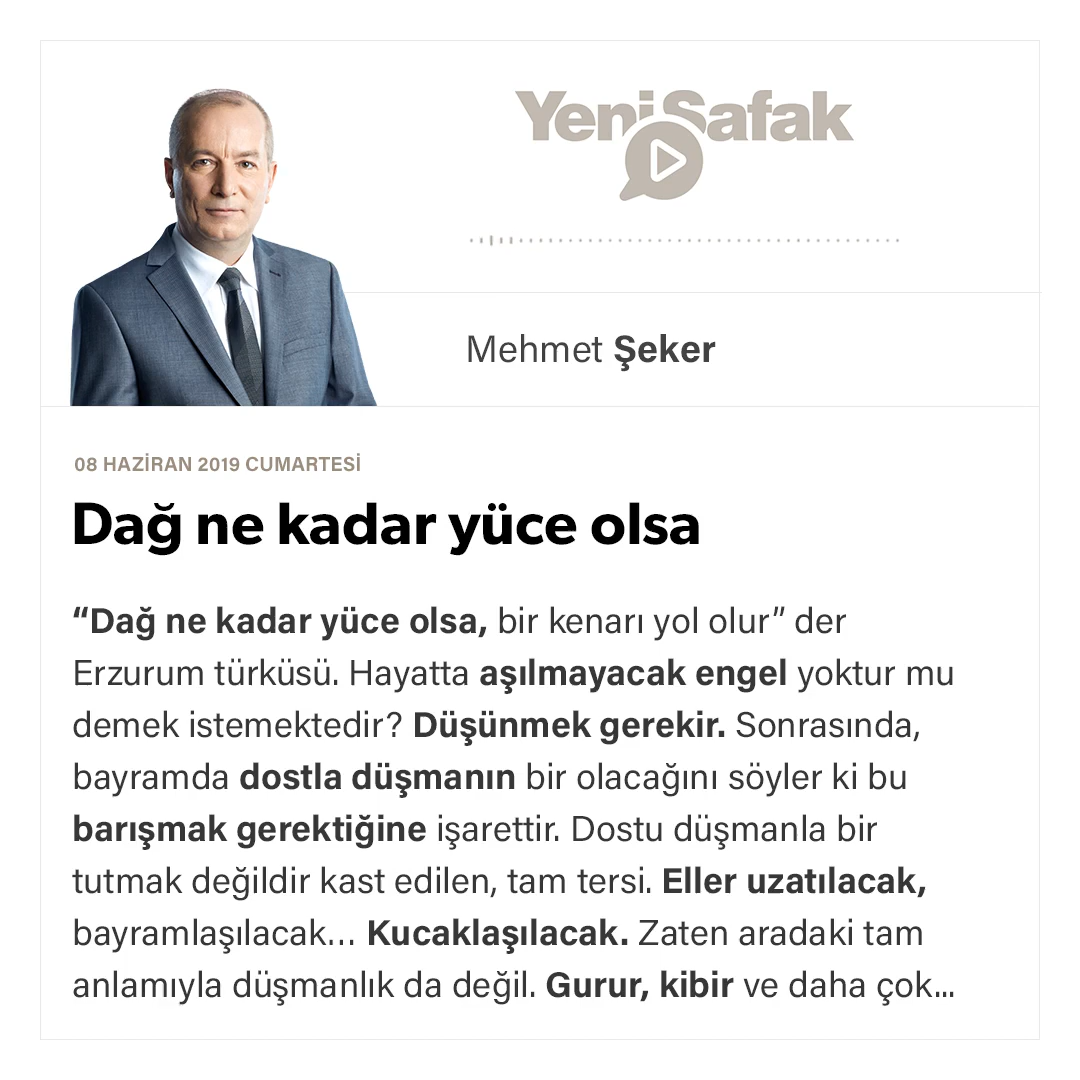 YeniŞafak
Mehmet Şeker
08 HAZİRAN 2019 CUMARTESİ
Dağ ne kadar yüce olsa
“Dağ ne kadar yüce olsa, bir kenarı yol olur” der
Erzurum türküsü. Hayatta aşılmayacak engel yoktur mu
demek istemektedir? Düşünmek gerekir. Sonrasında,
bayramda dostla düşmanın bir olacağını söyler ki bu
barışmak gerektiğine işarettir. Dostu düşmanla bir
tutmak değildir kast edilen, tam tersi. Eller uzatılacak,
bayramlaşılacak… Kucaklaşılacak. Zaten aradaki tam
anlamıyla düşmanlık da değil. Gurur, kibir ve daha çok...